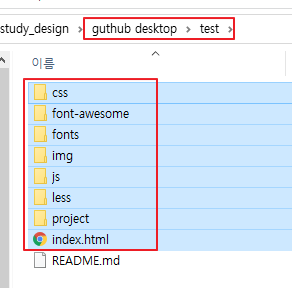 study_design > guthub desktop > test
이름
css
font-awesome
fonts
img
js
less
project
index.html
README.md